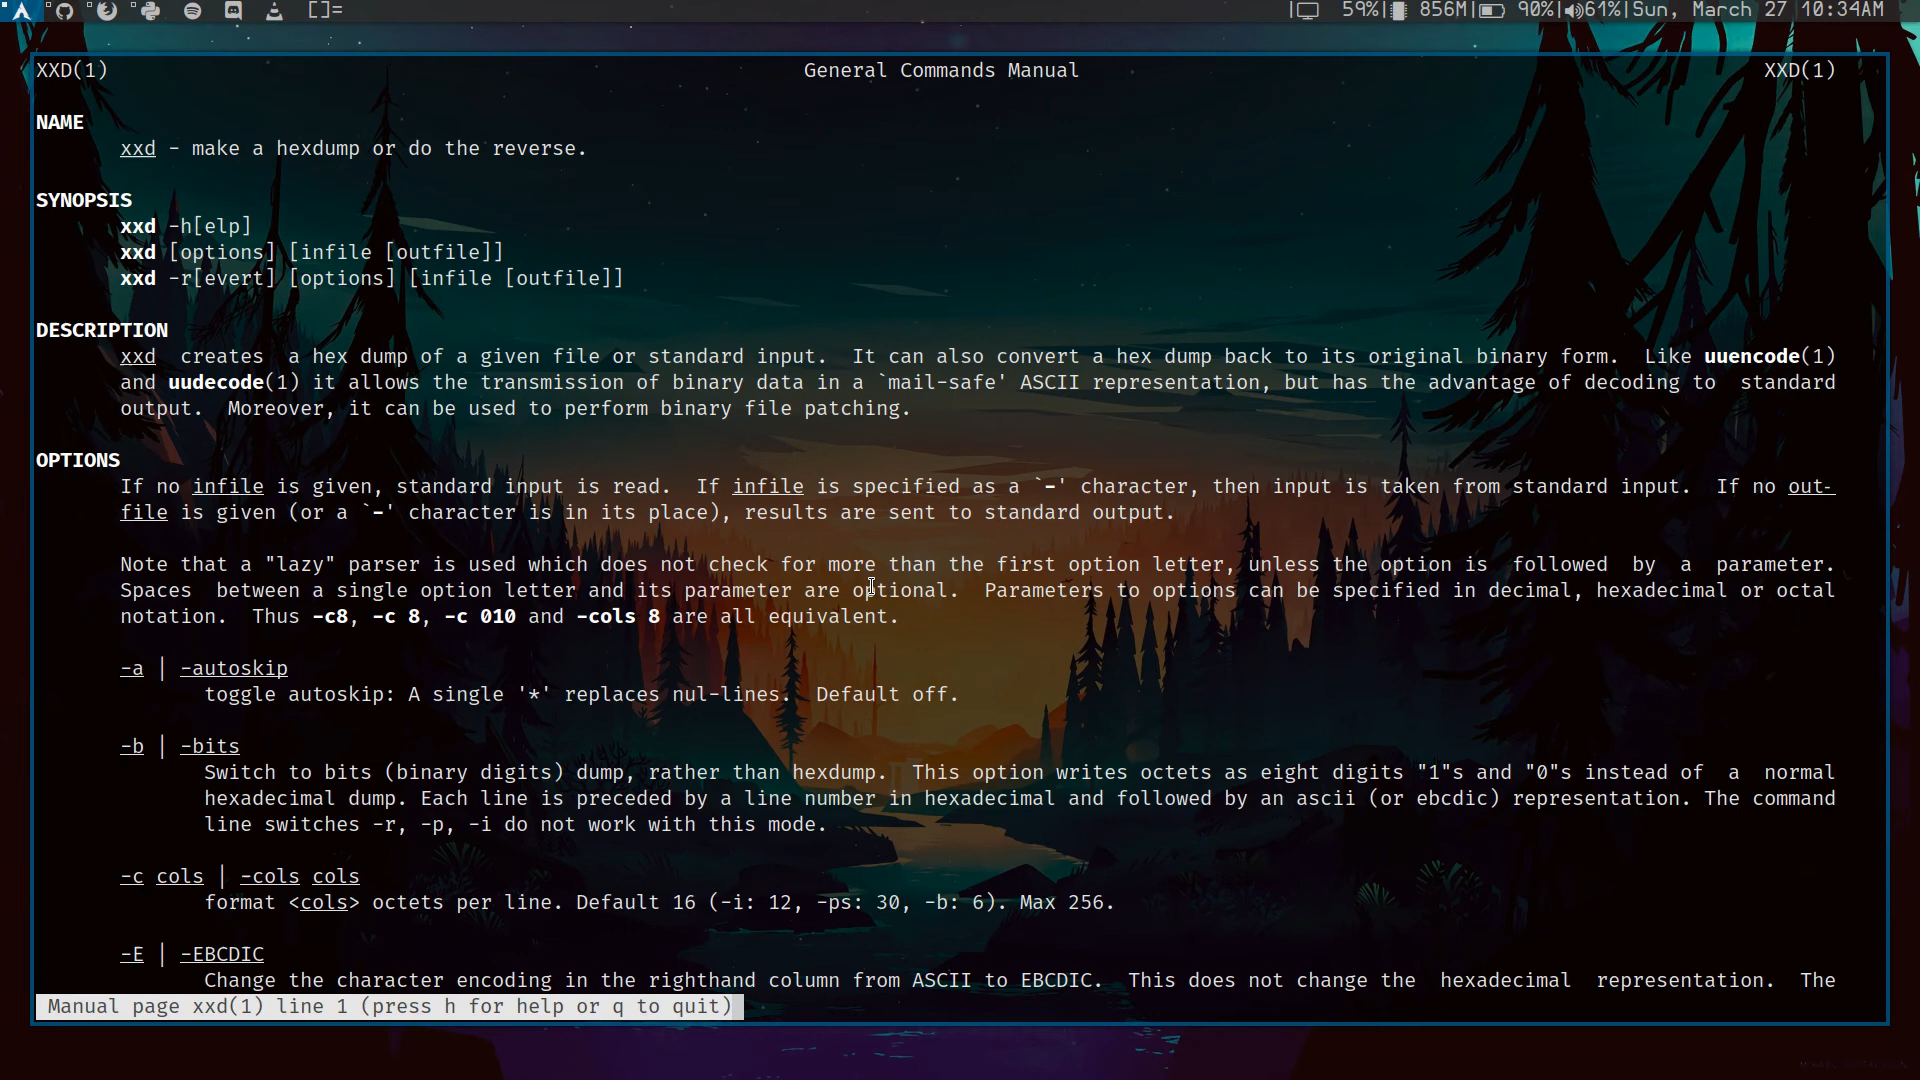 []=
| 59%| 856M| 90%| 61%|Sun, March 27 |10:34AM
XXD(1) General Commands Manual XXD(1)
NAME
xxd - make a hexdump or do the reverse.
SYNOPSIS
xxd -h[elp]
xxd [options] [infile [outfile]]
xxd -r[evert] [options] [infile [outfile]]
DESCRIPTION
xxd creates a hex dump of a given file or standard input. It can also convert a hex dump back to its original binary form. Like uuencode(1)
and uudecode(1) it allows the transmission of binary data in a `mail-safe' ASCII representation, but has the advantage of decoding to standard
output. Moreover, it can be used to perform binary file patching.
OPTIONS
If no infile is given, standard input is read. If infile is specified as a `-' character, then input is taken from standard input. If no out-
file is given (or a `-' character is in its place), results are sent to standard output.
Note that a "lazy" parser is used which does not check for more than the first option letter, unless the option is followed by a parameter.
Spaces between a single option letter and its parameter are optional. Parameters to options can be specified in decimal, hexadecimal or octal
notation. Thus -c8, -c 8, -c 010 and -cols 8 are all equivalent.
-a | -autoskip
toggle autoskip: A single '*' replaces nul-lines. Default off.
-b | -bits
Switch to bits (binary digits) dump, rather than hexdump. This option writes octets as eight digits "1"s and "0"s instead of a normal
hexadecimal dump. Each line is preceded by a line number in hexadecimal and followed by an ascii (or ebcdic) representation. The command
line switches -r, -p, -i do not work with this mode.
-c cols | -cols cols
format <cols> octets per line. Default 16 (-i: 12, -ps: 30, -b: 6). Max 256.
-E | -EBCDIC
Change the character encoding in the righthand column from ASCII to EBCDIC. This does not change the hexadecimal representation. The
Manual page xxd(1) line 1 (press h for help or q to quit)